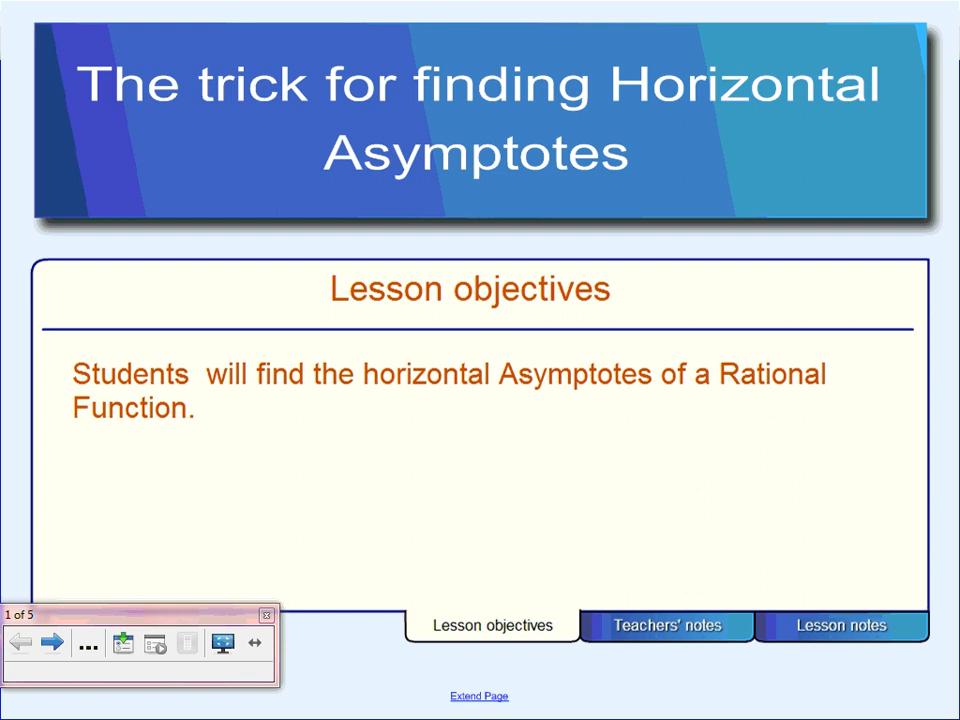 The trick for finding Horizontal
Asymptotes
Lesson objectives
Students will find the horizontal Asymptotes of a Rational
Function.
1 of 5
Lesson objectives
Teachers' notes
Lesson notes
Extend Page